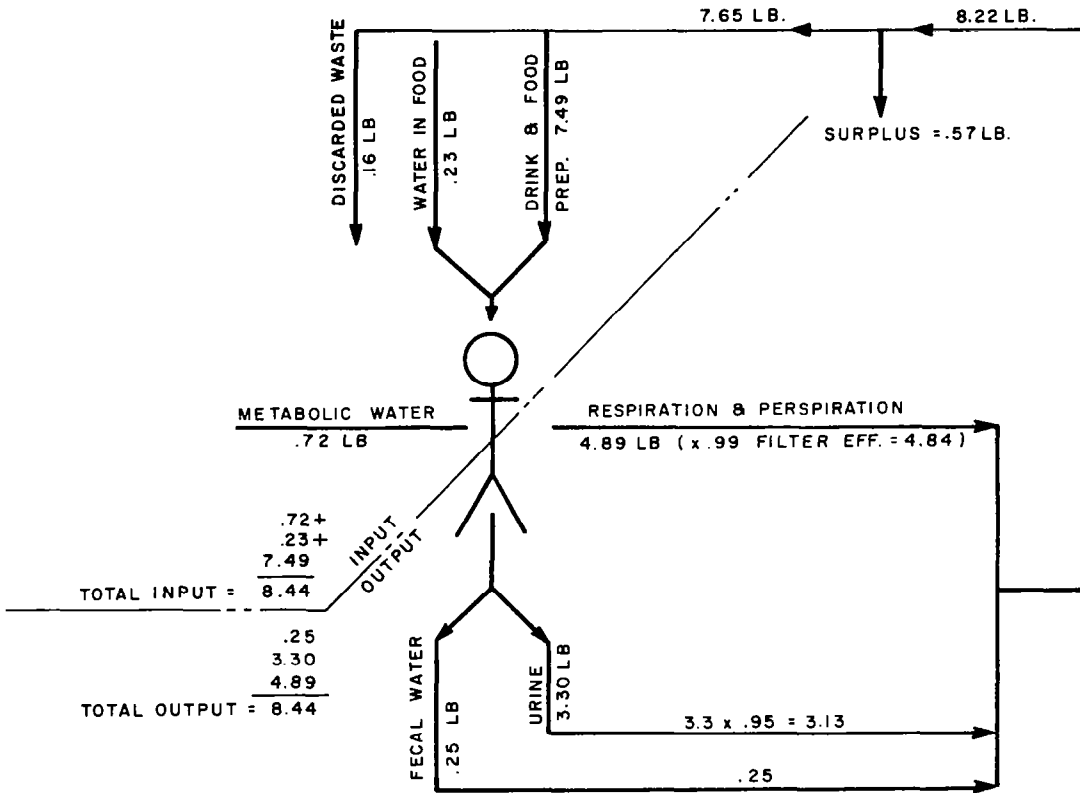 7.65 LB.
8.22 LB.
DISCARDED WASTE
.16 LB
WATER IN FOOD
.23 LB
DRINK & FOOD
PREP. 7.49 LB
SURPLUS = .57 LB.
METABOLIC WATER
.72 LB
RESPIRATION & PERSPIRATION
4.89 LB (x .99 FILTER EFF. = 4.84)
INPUT
OUTPUT
.72+
.23+
7.49
TOTAL INPUT = 8.44
.25
3.30
4.89
TOTAL OUTPUT = 8.44
FECAL WATER
.25 LB
URINE
3.30 LB
3.3 x .95 = 3.13
.25